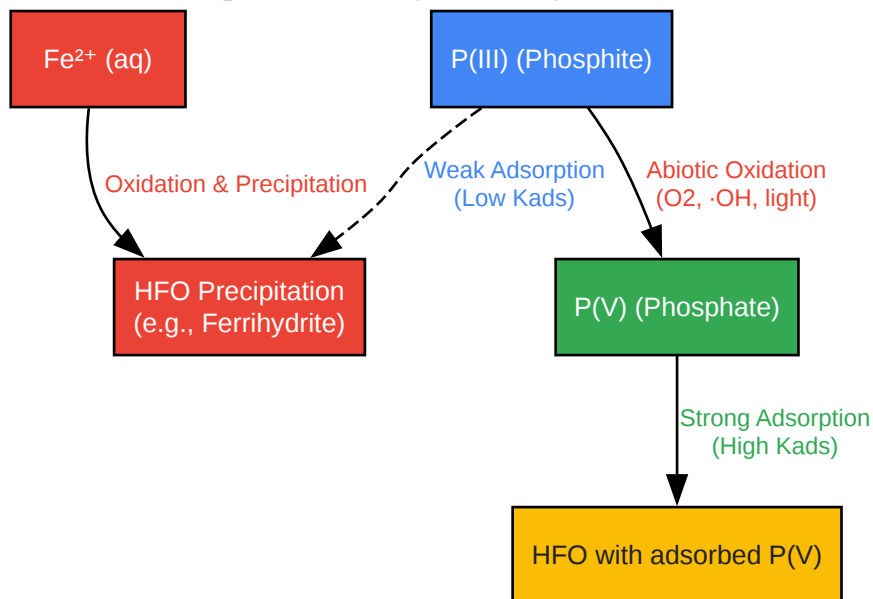 Fe²⁺ (aq)
P(III) (Phosphite)
Oxidation & Precipitation
Weak Adsorption
(Low Kads)
Abiotic Oxidation
(O2, ·OH, light)
HFO Precipitation
(e.g., Ferrihydrite)
P(V) (Phosphate)
Strong Adsorption
(High Kads)
HFO with adsorbed P(V)